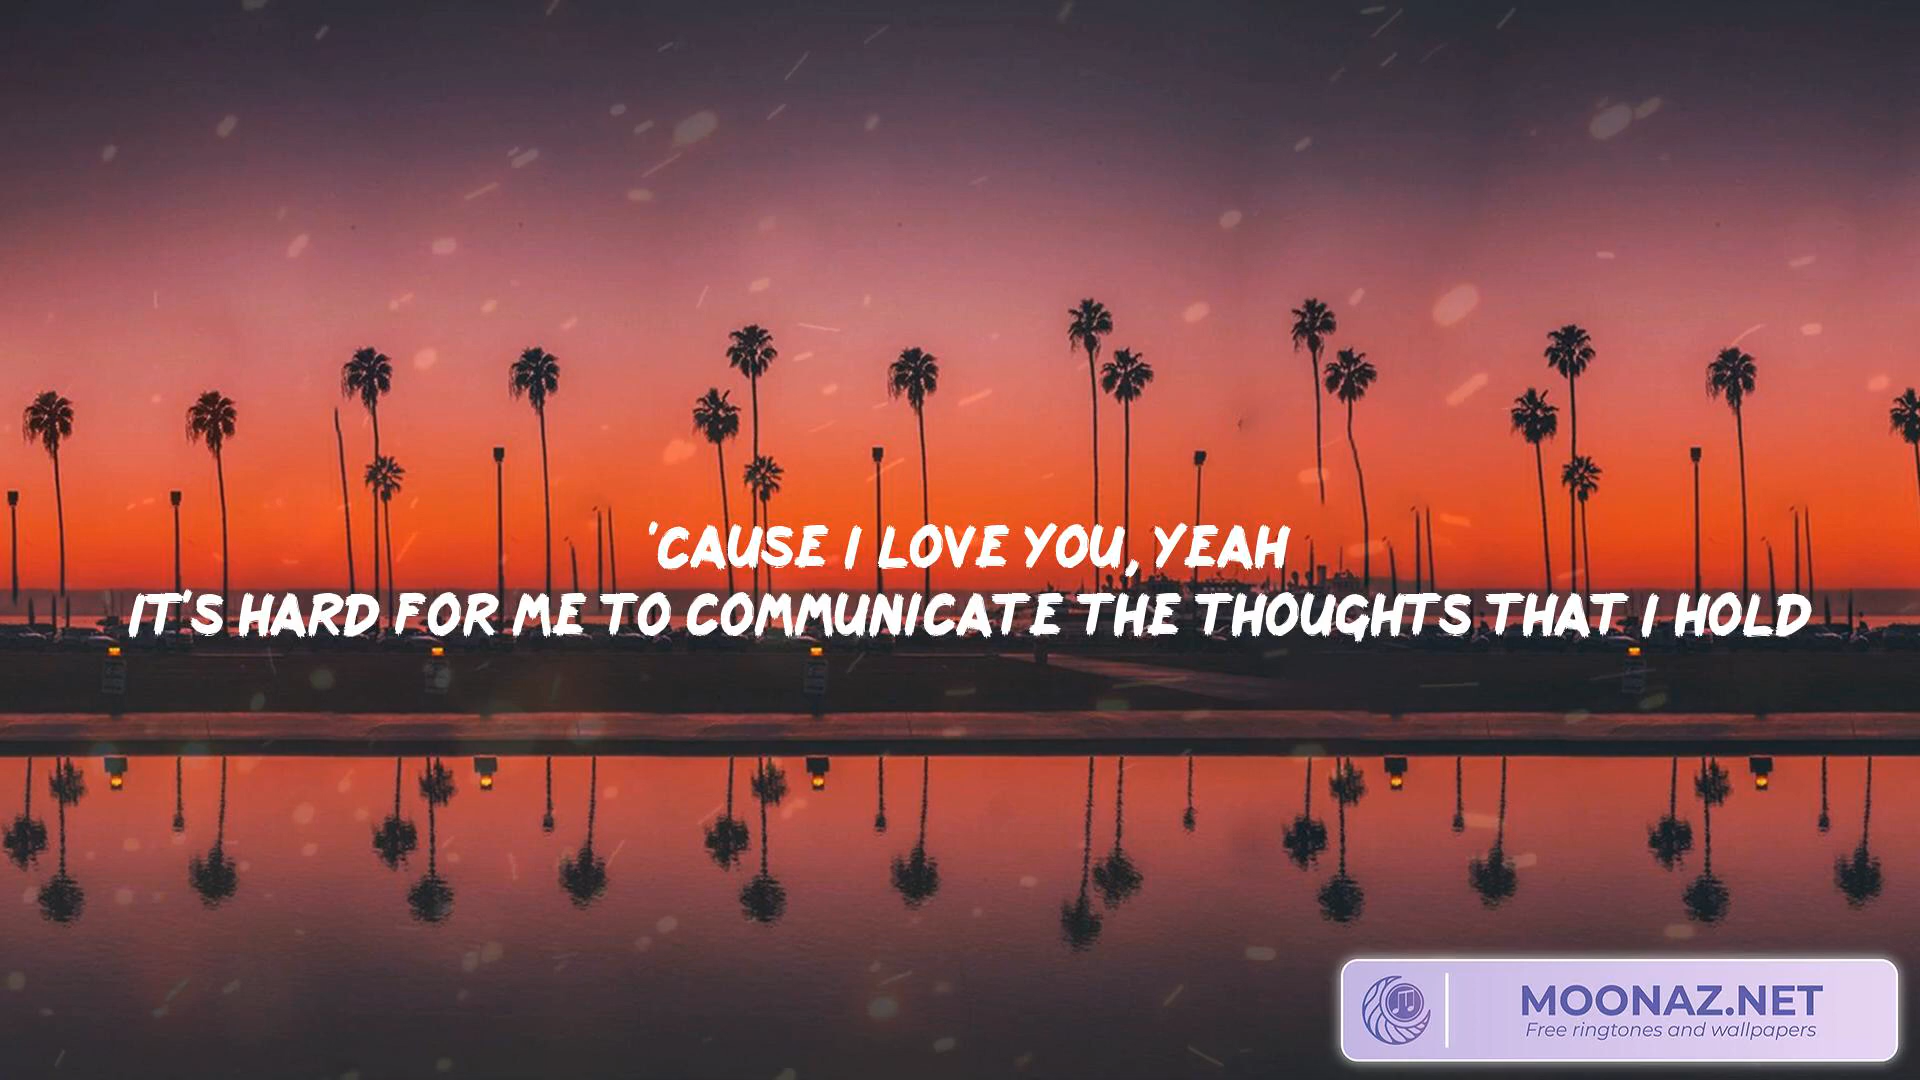 'CAUSE I LOVE YOU, YEAH
IT'S HARD FOR ME TO COMMUNICATE THE THOUGHTS THAT I HOLD
MOONAZ.NET
Free ringtones and wallpapers